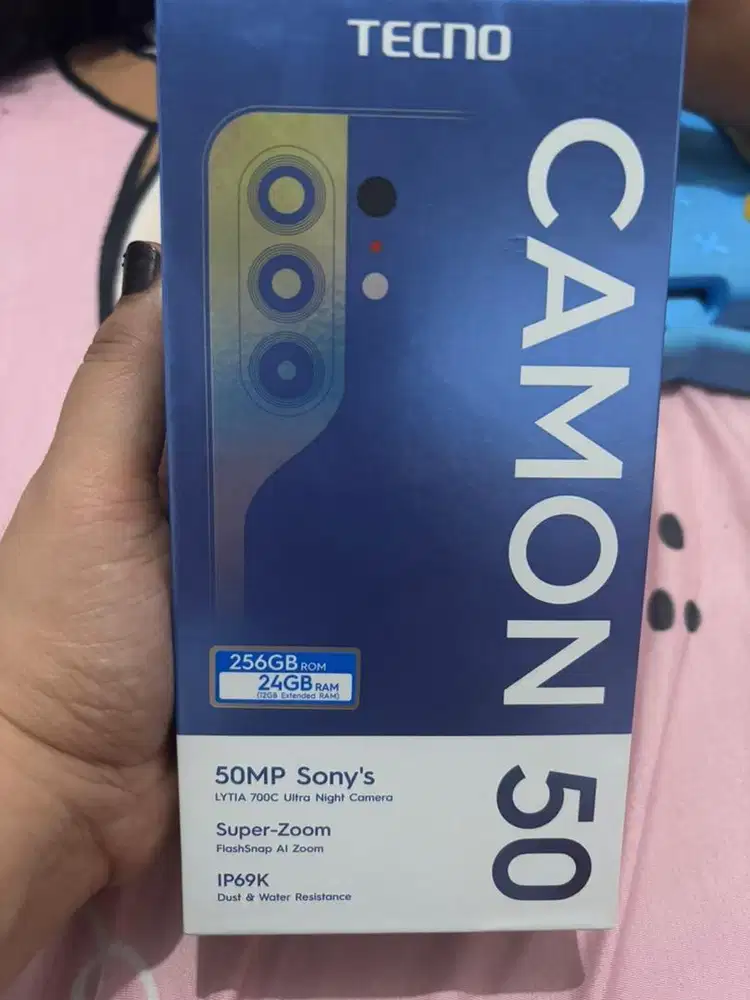 TECNO
CAMON 50
256GB ROM
24GB RAM
(12GB Extended RAM)
50MP Sony's
LYTIA 700C Ultra Night Camera
Super-Zoom
FlashSnap AI Zoom
IP69K
Dust & Water Resistance